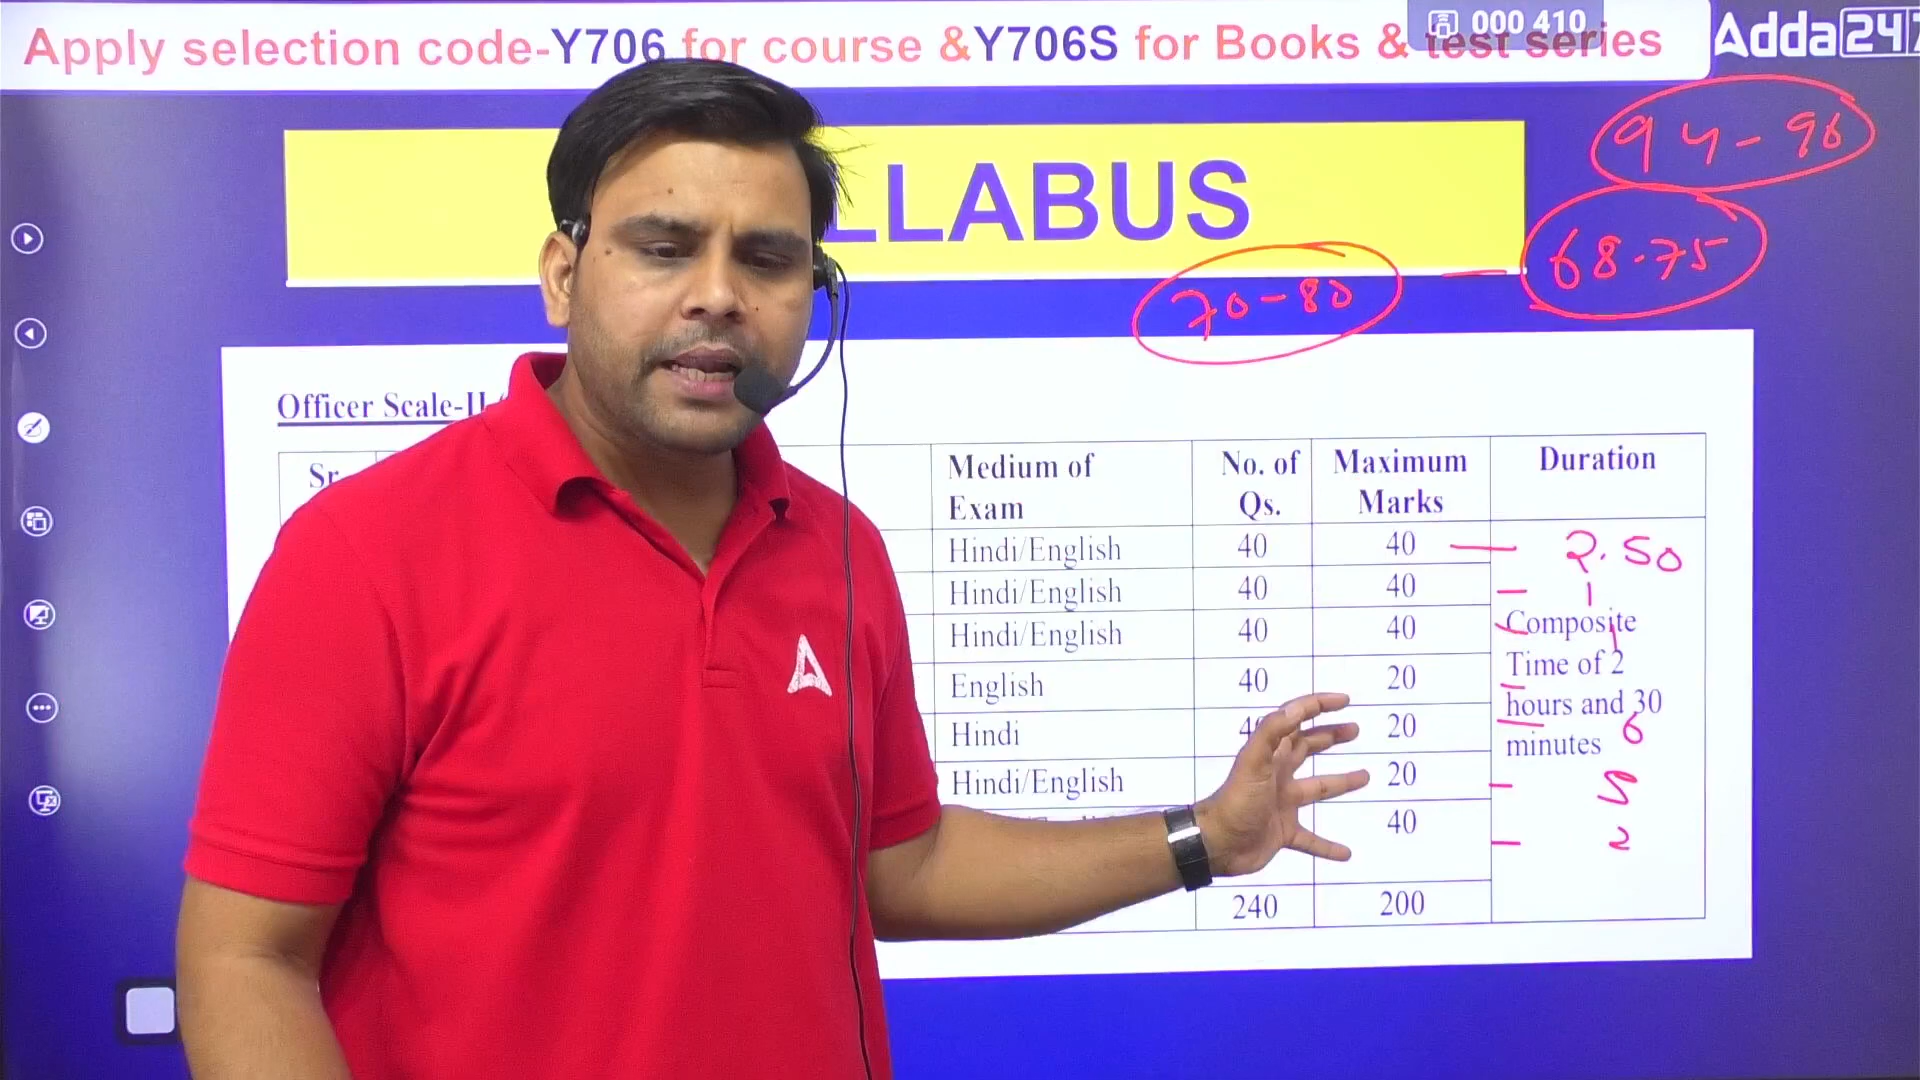 Apply selection code-Y706 for course &Y706S for Books & test series
000 410
Adda247
LLABUS
94-96
68-75
70-80
Officer Scale-II
Sr
Medium of Exam
No. of Qs.
Maximum Marks
Duration
Hindi/English 40 40 2.50
Hindi/English 40 40
Hindi/English 40 40
English 40 20
Hindi 40 20
Hindi/English 20
40
Composite
Time of 2
hours and 30
minutes
6
5
2
240 200